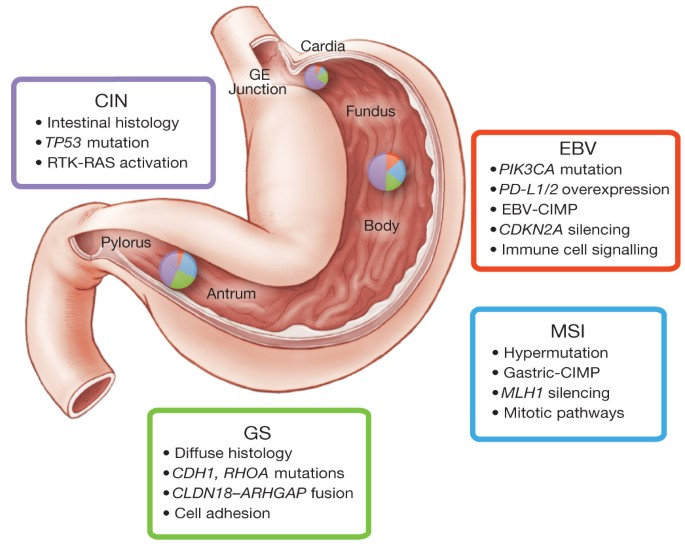 Cardia
GE
Junction
Fundus
Body
Pylorus
Antrum
CIN
• Intestinal histology
• TP53 mutation
• RTK-RAS activation
EBV
• PIK3CA mutation
• PD-L1/2 overexpression
• EBV-CIMP
• CDKN2A silencing
• Immune cell signalling
MSI
• Hypermutation
• Gastric-CIMP
• MLH1 silencing
• Mitotic pathways
GS
• Diffuse histology
• CDH1, RHOA mutations
• CLDN18–ARHGAP fusion
• Cell adhesion